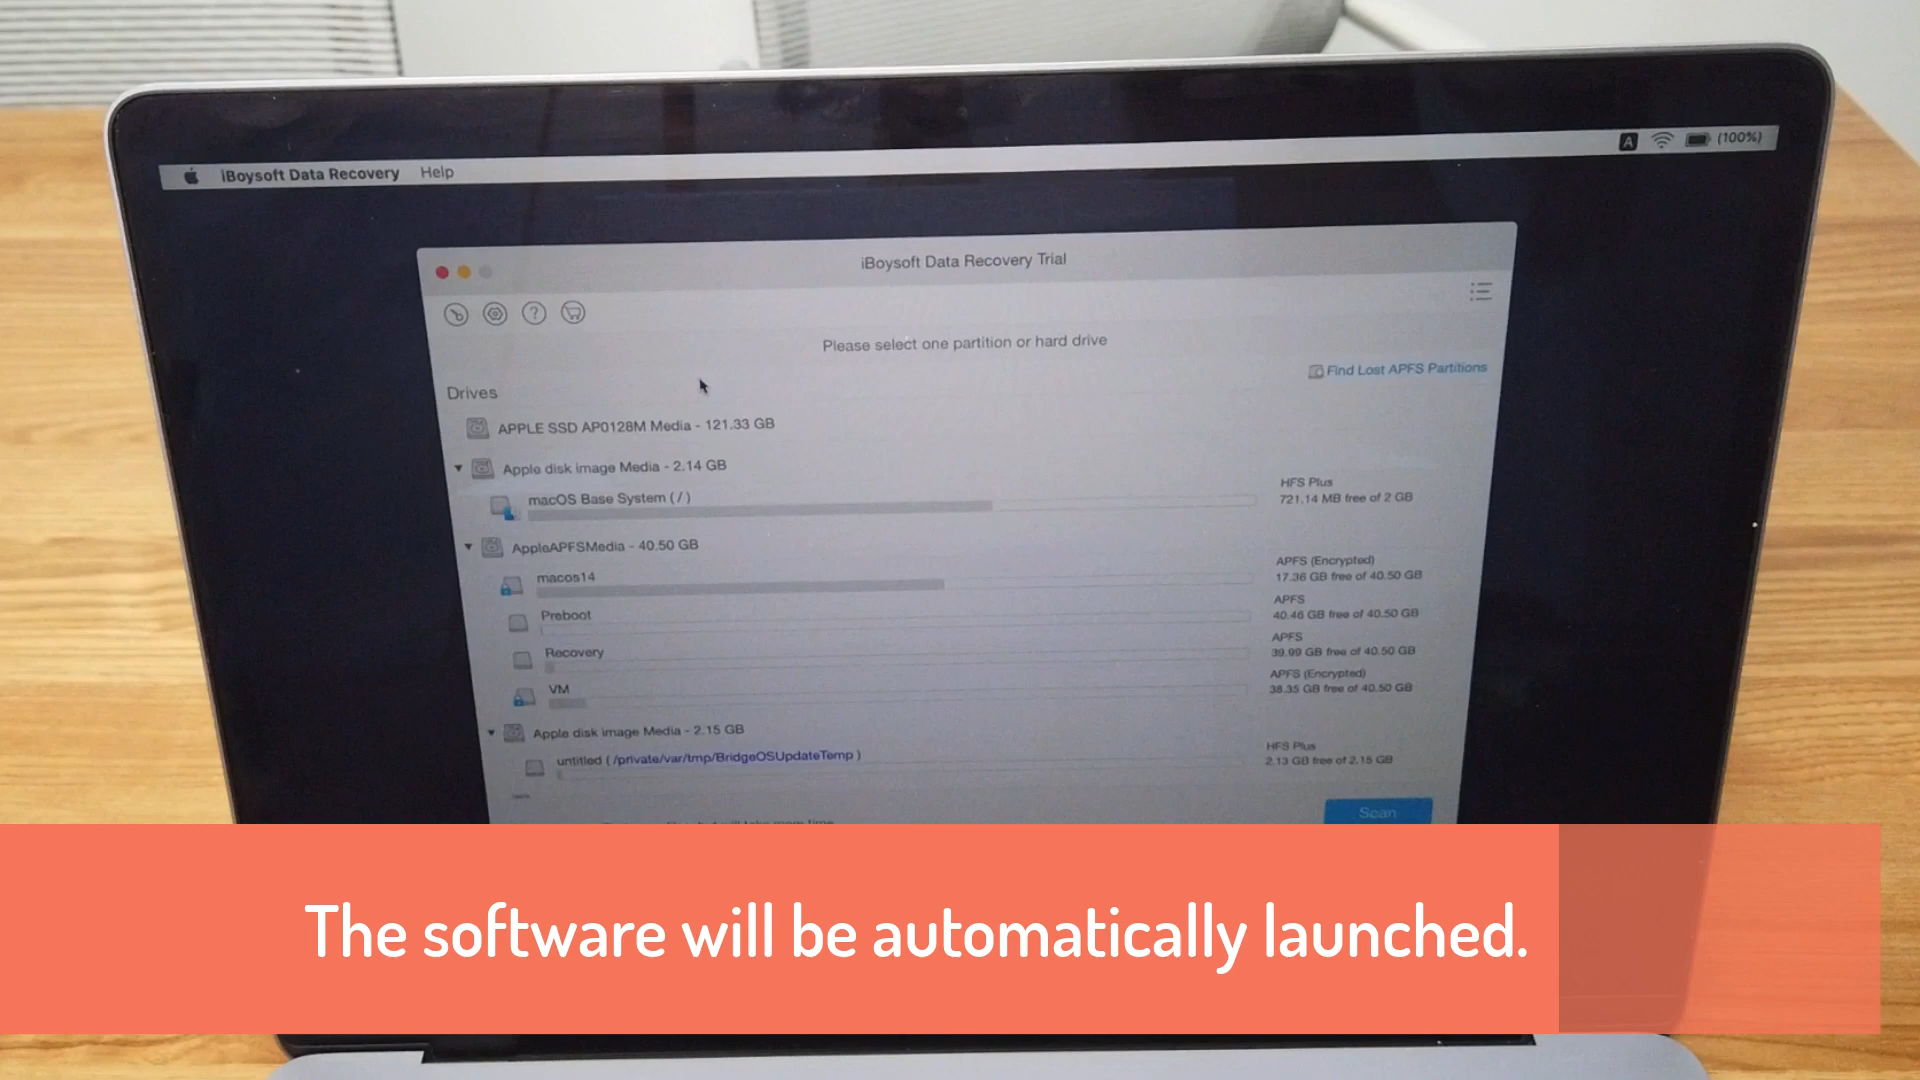 iBoysoft Data Recovery Help
A (100%)
iBoysoft Data Recovery Trial
Please select one partition or hard drive
Find Lost APFS Partitions
Drives
APPLE SSD AP0128M Media - 121.33 GB
Apple disk image Media - 2.14 GB
macOS Base System ( / )
HFS Plus
721.14 MB free of 2 GB
AppleAPFSMedia - 40.50 GB
macos14
APFS (Encrypted)
17.36 GB free of 40.50 GB
Preboot
APFS
40.46 GB free of 40.50 GB
Recovery
APFS
39.99 GB free of 40.50 GB
VM
APFS (Encrypted)
38.35 GB free of 40.50 GB
Apple disk image Media - 2.15 GB
untitled ( /private/var/tmp/BridgeOSUpdateTemp )
HFS Plus
2.13 GB free of 2.15 GB
Scan
The software will be automatically launched.